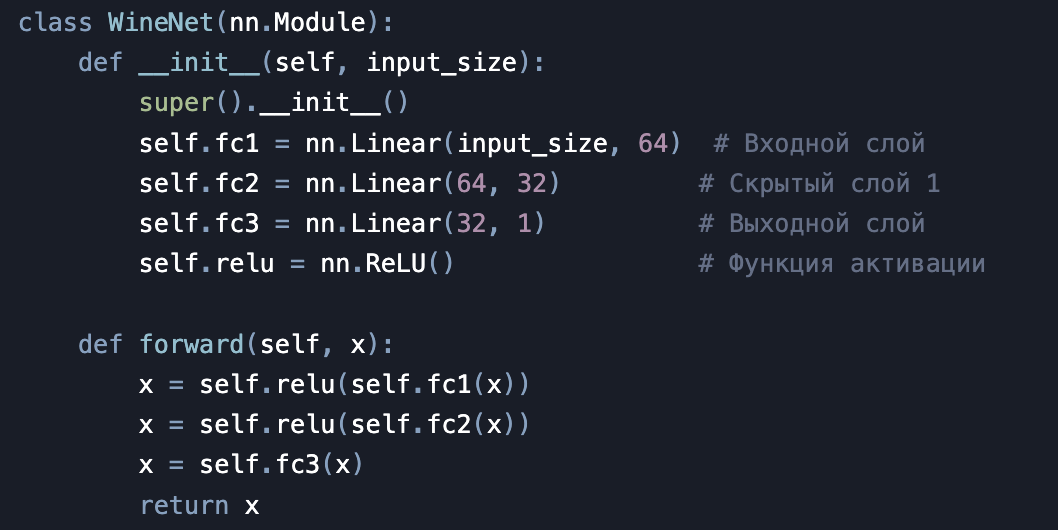 class WineNet(nn.Module):
    def __init__(self, input_size):
        super().__init__()
        self.fc1 = nn.Linear(input_size, 64)  # Входной слой
        self.fc2 = nn.Linear(64, 32)         # Скрытый слой 1
        self.fc3 = nn.Linear(32, 1)          # Выходной слой
        self.relu = nn.ReLU()                # Функция активации

    def forward(self, x):
        x = self.relu(self.fc1(x))
        x = self.relu(self.fc2(x))
        x = self.fc3(x)
        return x